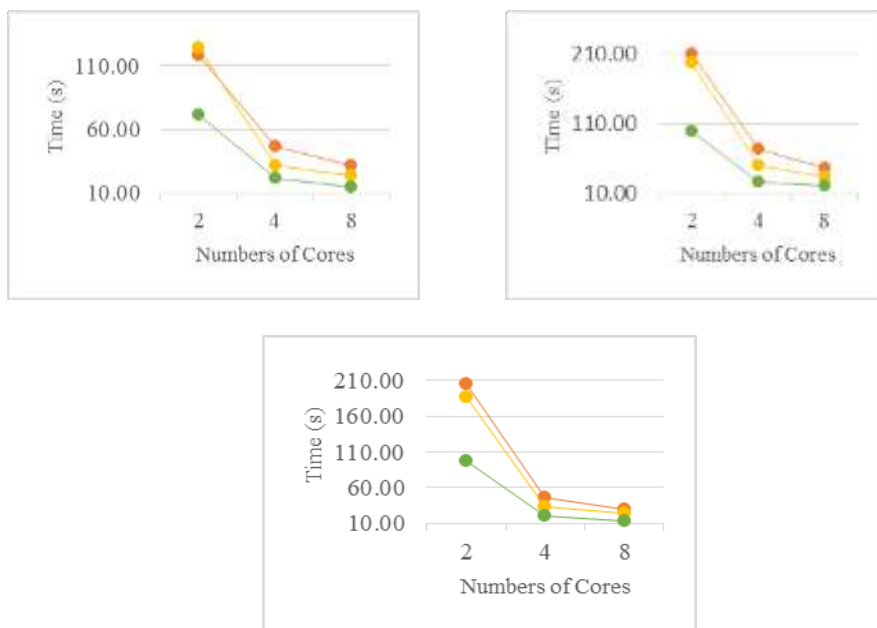 Time (s)
110.00
60.00
10.00
2 4 8
Numbers of Cores
Time (s)
210.00
110.00
10.00
2 4 8
Numbers of Cores
Time (s)
210.00
160.00
110.00
60.00
10.00
2 4 8
Numbers of Cores